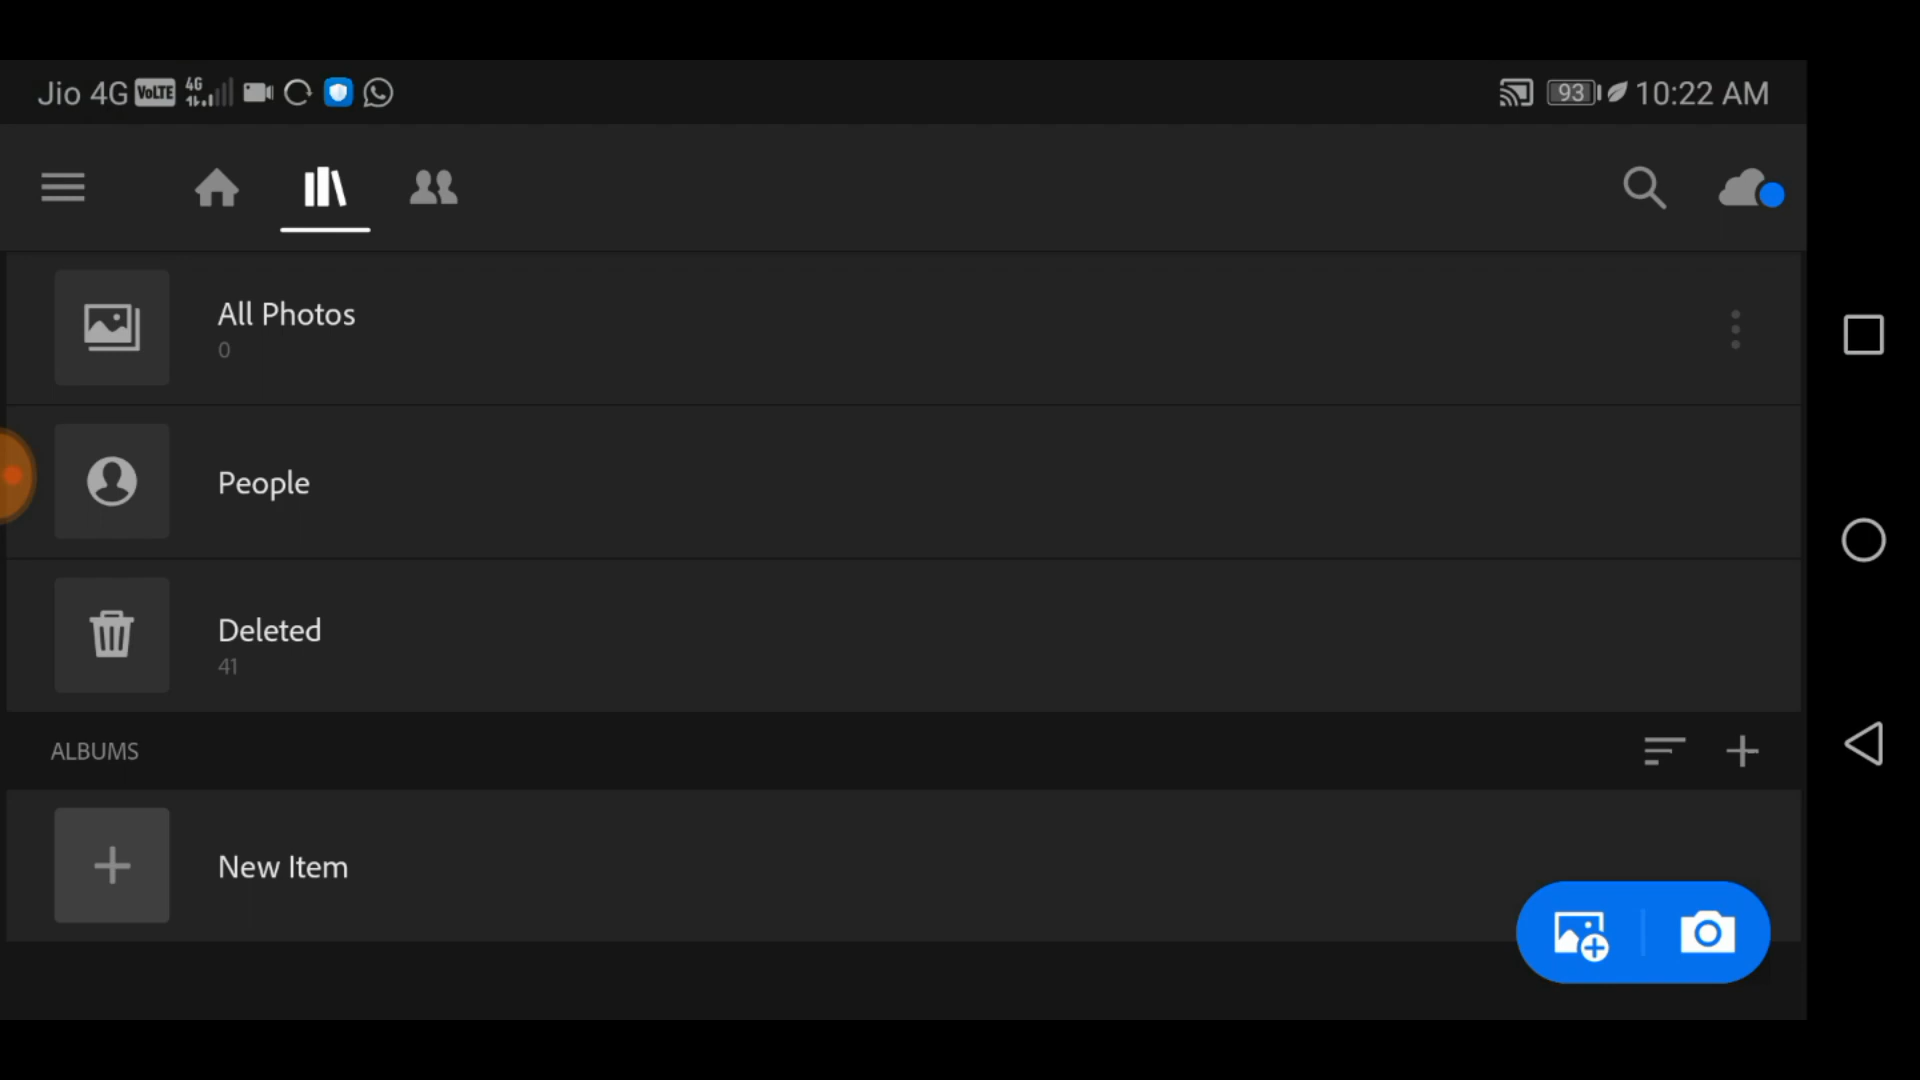 Jio 4G VoLTE 4G 93 10:22 AM
All Photos
0
People
Deleted
41
ALBUMS
New Item